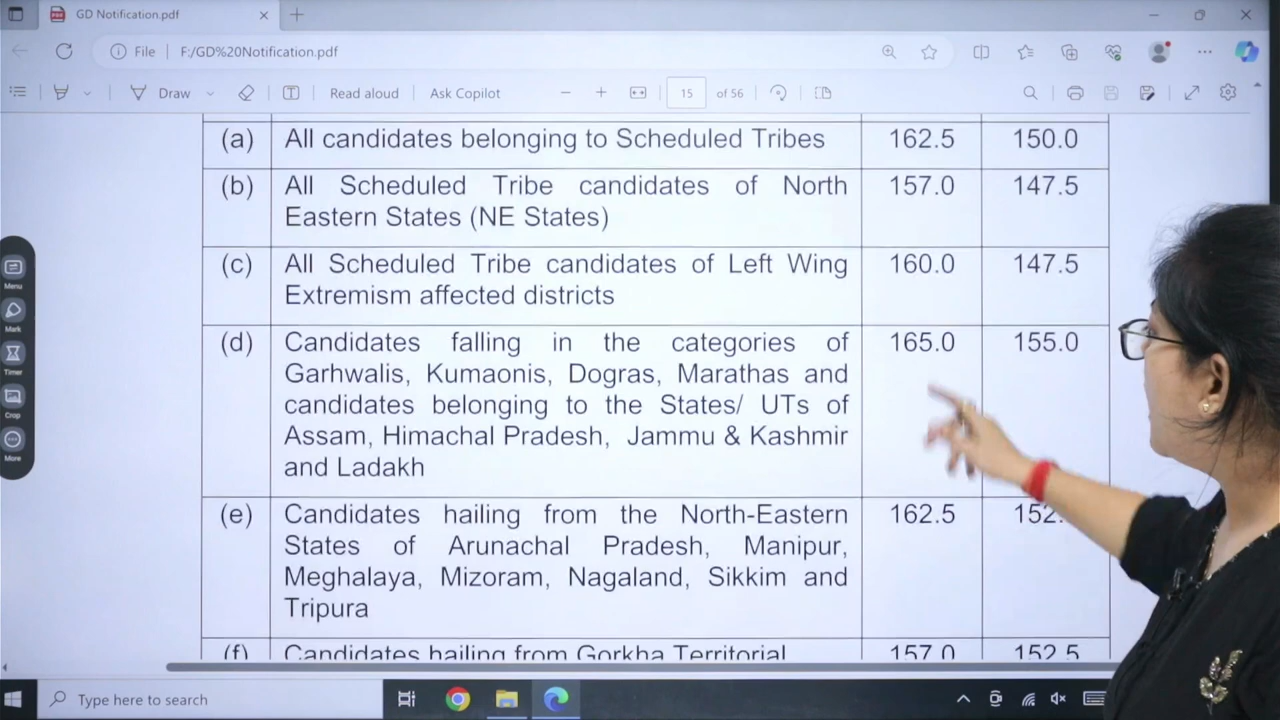 GD Notification.pdf
File F:/GD%20Notification.pdf
Draw Read aloud Ask Copilot 15 of 56
(a) All candidates belonging to Scheduled Tribes 162.5 150.0
(b) All Scheduled Tribe candidates of North 157.0 147.5
Eastern States (NE States)
(c) All Scheduled Tribe candidates of Left Wing 160.0 147.5
Extremism affected districts
(d) Candidates falling in the categories of 165.0 155.0
Garhwalis, Kumaonis, Dogras, Marathas and
candidates belonging to the States/ UTs of
Assam, Himachal Pradesh, Jammu & Kashmir
and Ladakh
(e) Candidates hailing from the North-Eastern 162.5 152.
States of Arunachal Pradesh, Manipur,
Meghalaya, Mizoram, Nagaland, Sikkim and
Tripura
(f) Candidates hailing from Gorkha Territorial 157.0 152.5
Menu
Mark
Timer
Crop
More
Type here to search